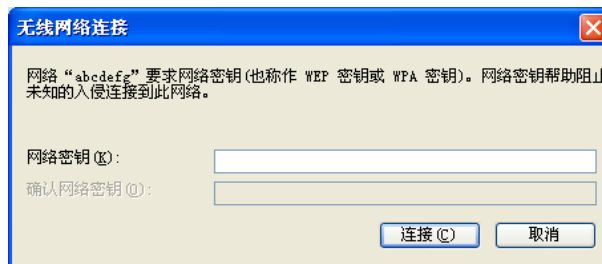 无线网络连接
网络“abcdefg”要求网络密钥(也称作 WEP 密钥或 WPA 密钥)。网络密钥帮助阻止
未知的入侵连接到此网络。
网络密钥(K):
确认网络密钥(O):
连接(C)
取消